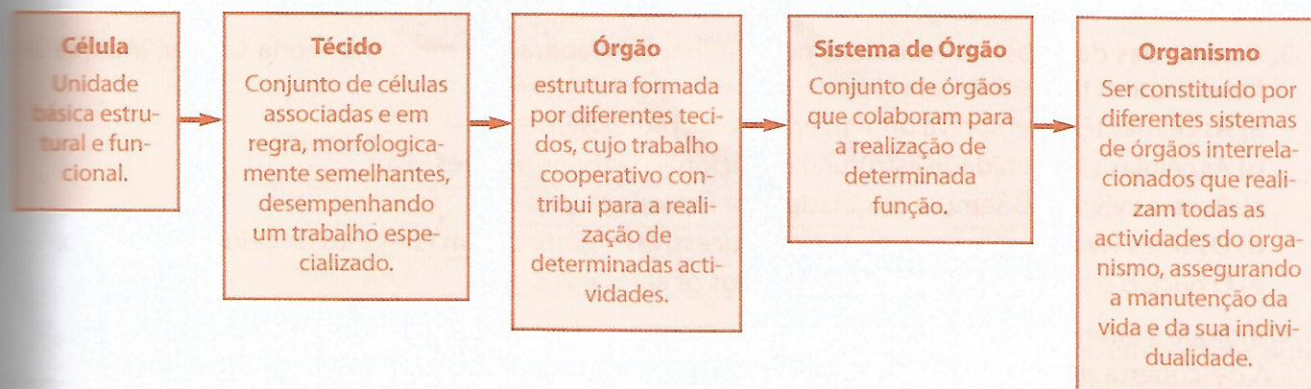 Célula
Unidade
básica estru-
tural e fun-
cional.
Técido
Conjunto de células
associadas e em
regra, morfologica-
mente semelhantes,
desempenhando
um trabalho espe-
cializado.
Órgão
estrutura formada
por diferentes teci-
dos, cujo trabalho
cooperativo con-
tribui para a reali-
zação de
determinadas acti-
vidades.
Sistema de Órgão
Conjunto de órgãos
que colaboram para
a realização de
determinada
função.
Organismo
Ser constituído por
diferentes sistemas
de órgãos interrela-
cionados que reali-
zam todas as
actividades do orga-
nismo, assegurando
a manutenção da
vida e da sua indivi-
dualidade.